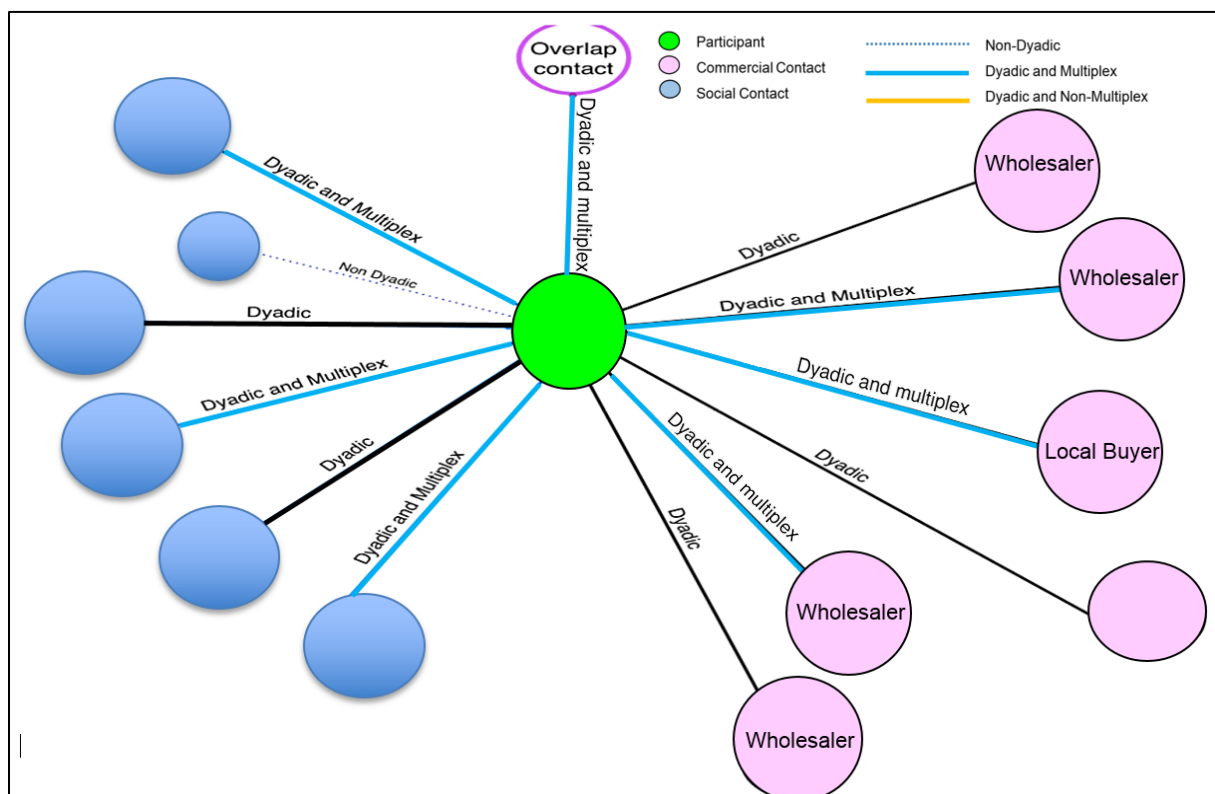 Overlap
contact
Participant
Commercial Contact
Social Contact
Non-Dyadic
Dyadic and Multiplex
Dyadic and Non-Multiplex
Dyadic and multiplex
Dyadic and Multiplex
Non Dyadic
Dyadic
Dyadic and Multiplex
Dyadic
Dyadic and Multiplex
Dyadic
Wholesaler
Dyadic and Multiplex
Wholesaler
Dyadic and multiplex
Local Buyer
Dyadic
Dyadic and multiplex
Wholesaler
Dyadic
Wholesaler